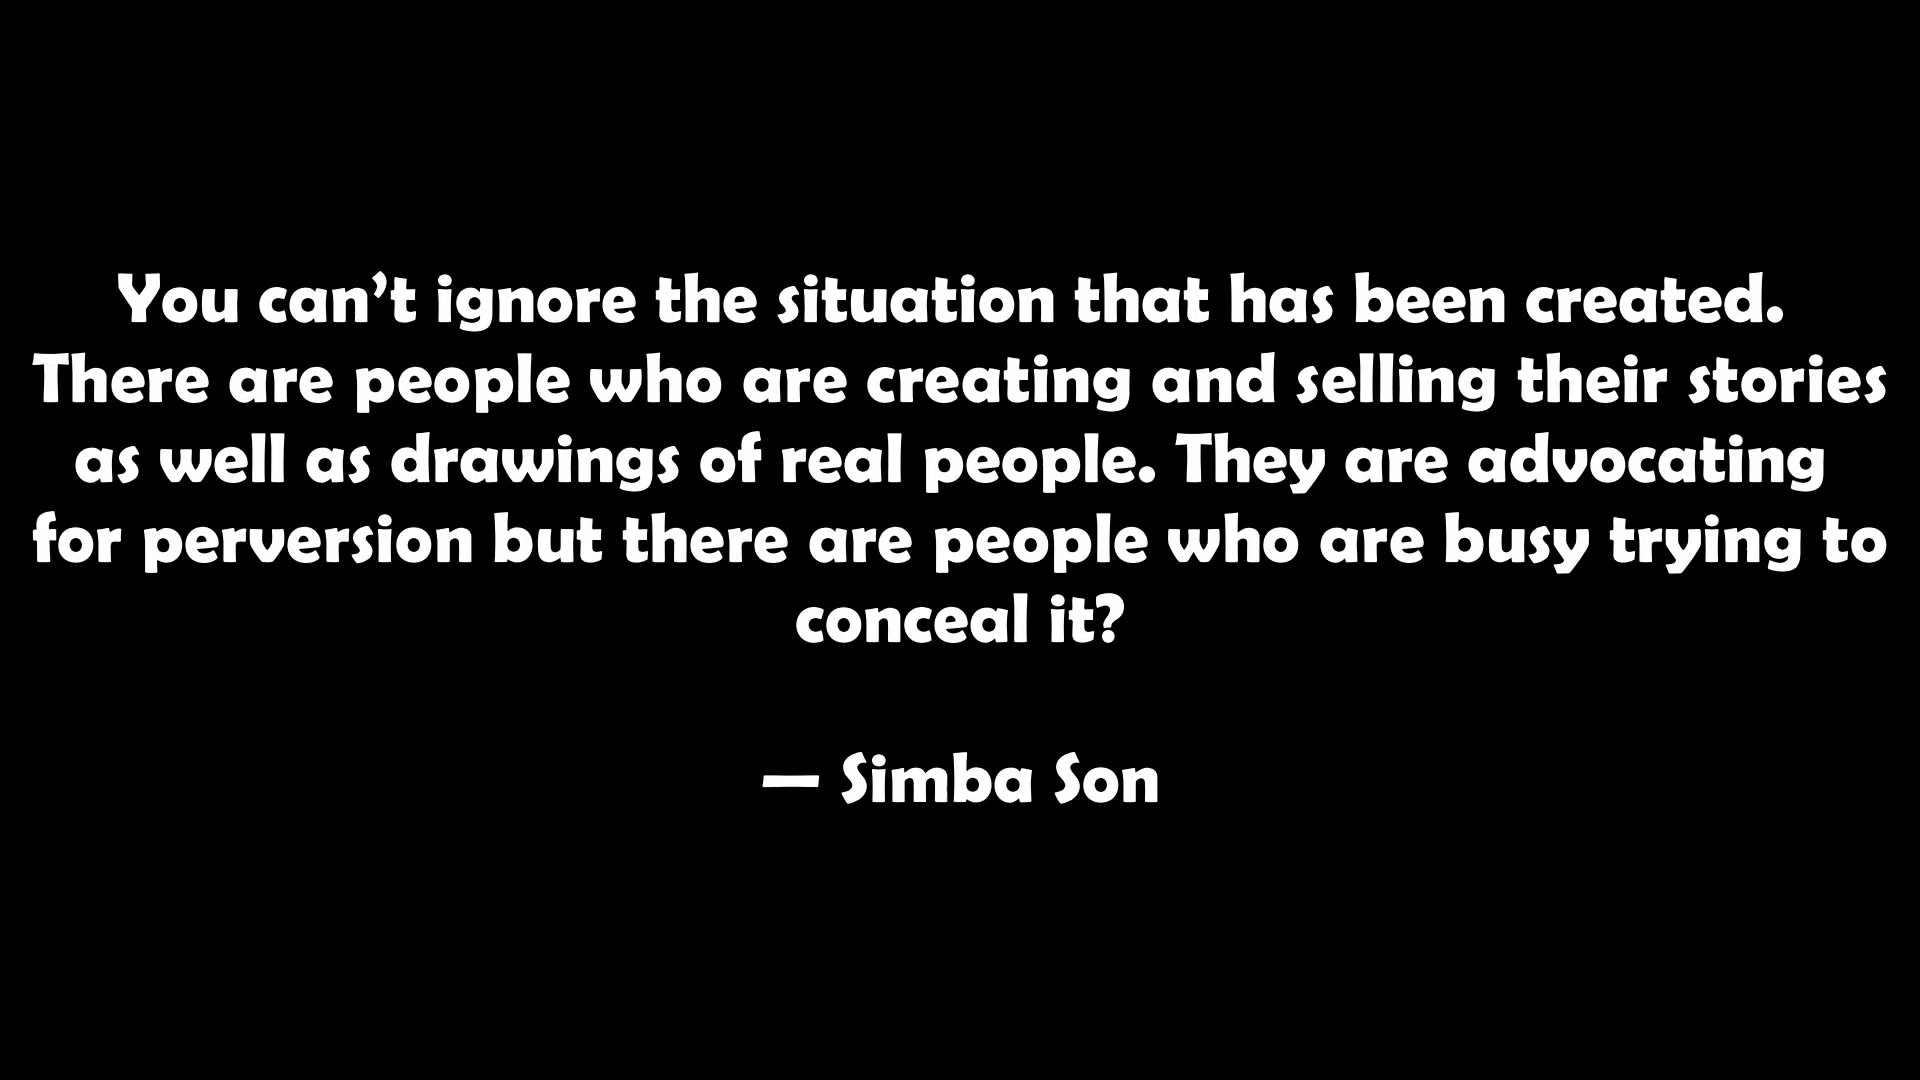 You can’t ignore the situation that has been created.
There are people who are creating and selling their stories
as well as drawings of real people. They are advocating
for perversion but there are people who are busy trying to
conceal it?
— Simba Son